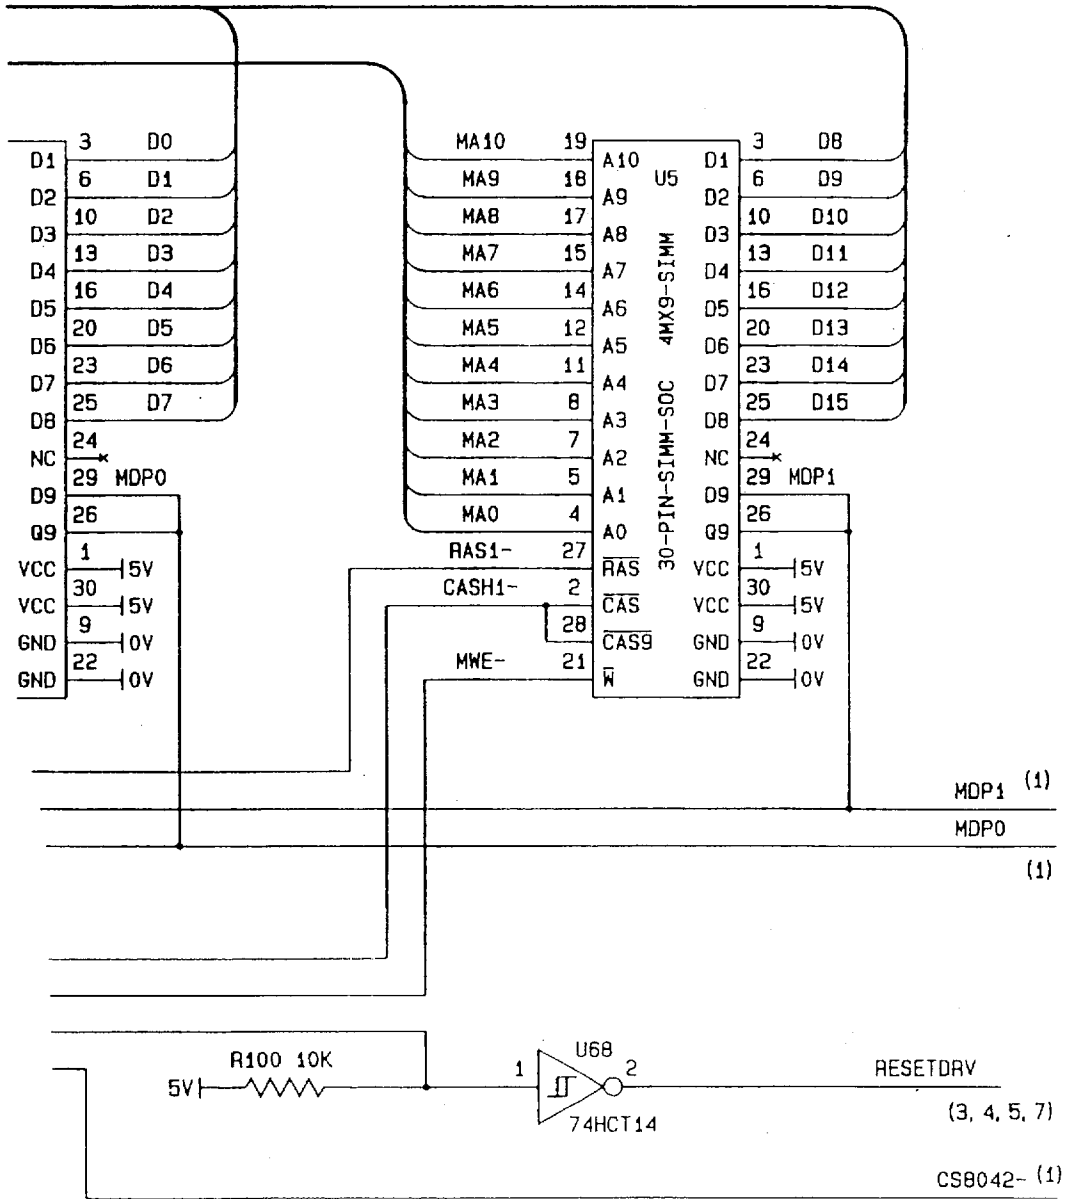 3 D0
D1
6 D1
D2
10 D2
D3
13 D3
D4
16 D4
D5
20 D5
D6
23 D6
D7
25 D7
D8
24
NC
29 MDP0
D9
26
Q9
1
VCC 5V
30
VCC 5V
9
GND 0V
22
GND 0V
MA10 19
A10
MA9 18
A9
MA8 17
A8
MA7 15
A7
MA6 14
A6
MA5 12
A5
MA4 11
A4
MA3 8
A3
MA2 7
A2
MA1 5
A1
MA0 4
A0
RAS1- 27
RAS
CASH1- 2
CAS
28
CAS9
MWE- 21
W
U5
4MX9-SIMM
30-PIN-SIMM-SOC
3 D8
D1
6 D9
D2
10 D10
D3
13 D11
D4
16 D12
D5
20 D13
D6
23 D14
D7
25 D15
D8
24
NC
29 MDP1
D9
26
Q9
1
VCC 5V
30
VCC 5V
9
GND 0V
22
GND 0V
MDP1 (1)
MDP0
(1)
R100 10K
5V
1 U68 2
74HCT14
RESETDRV
(3, 4, 5, 7)
CS8042- (1)